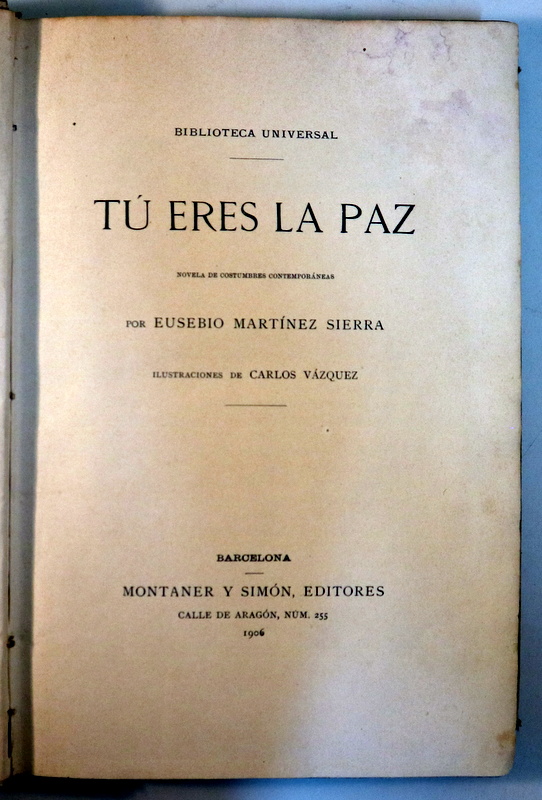 BIBLIOTECA UNIVERSAL
TÚ ERES LA PAZ
NOVELA DE COSTUMBRES CONTEMPORÁNEAS
POR EUSEBIO MARTÍNEZ SIERRA
ILUSTRACIONES DE CARLOS VÁZQUEZ
BARCELONA
MONTANER Y SIMÓN, EDITORES
CALLE DE ARAGÓN, NÚM. 255
1906